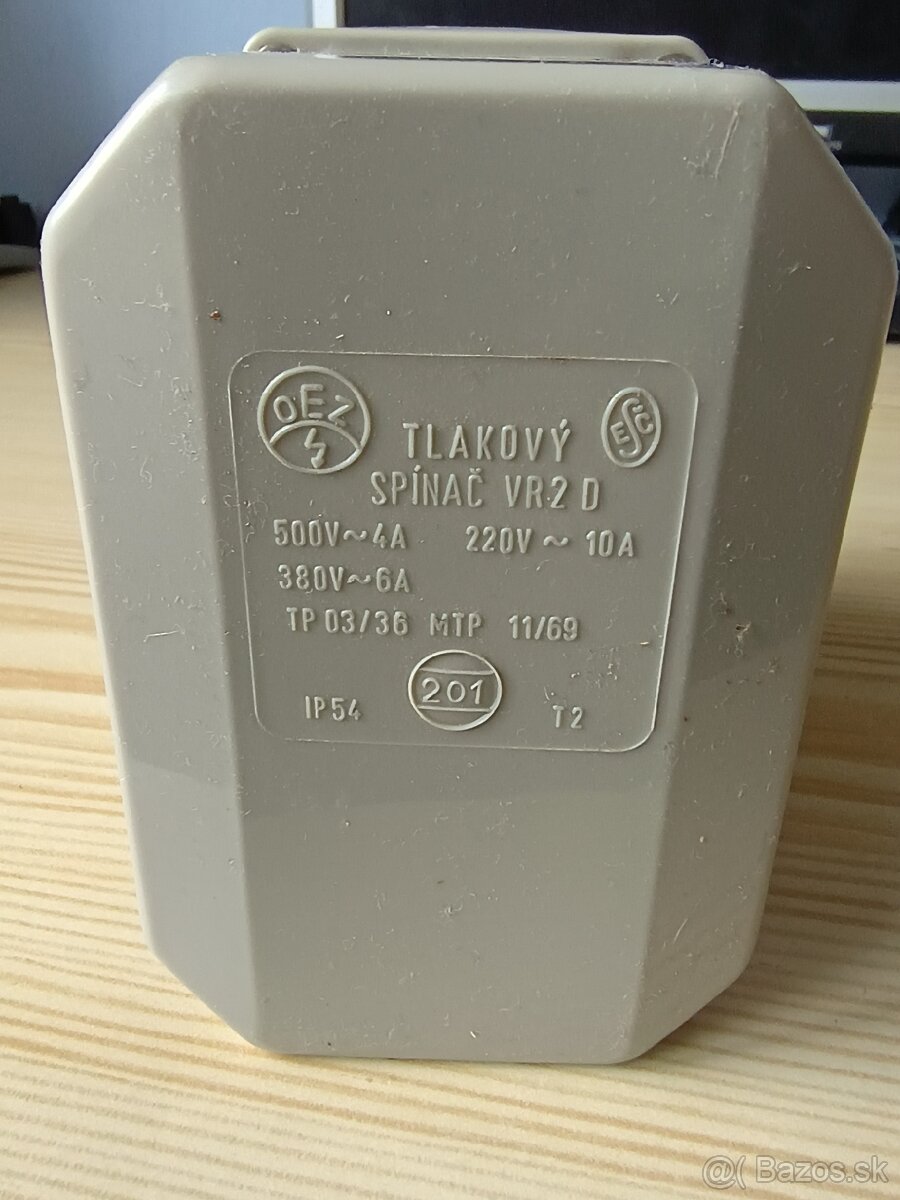 OEZ
TLAKOVÝ
ESČ
SPÍNAČ VR2 D
500V~4A 220V~10A
380V~6A
TP 03/36 MTP 11/69
IP54 201 T2
@( Bazos.sk